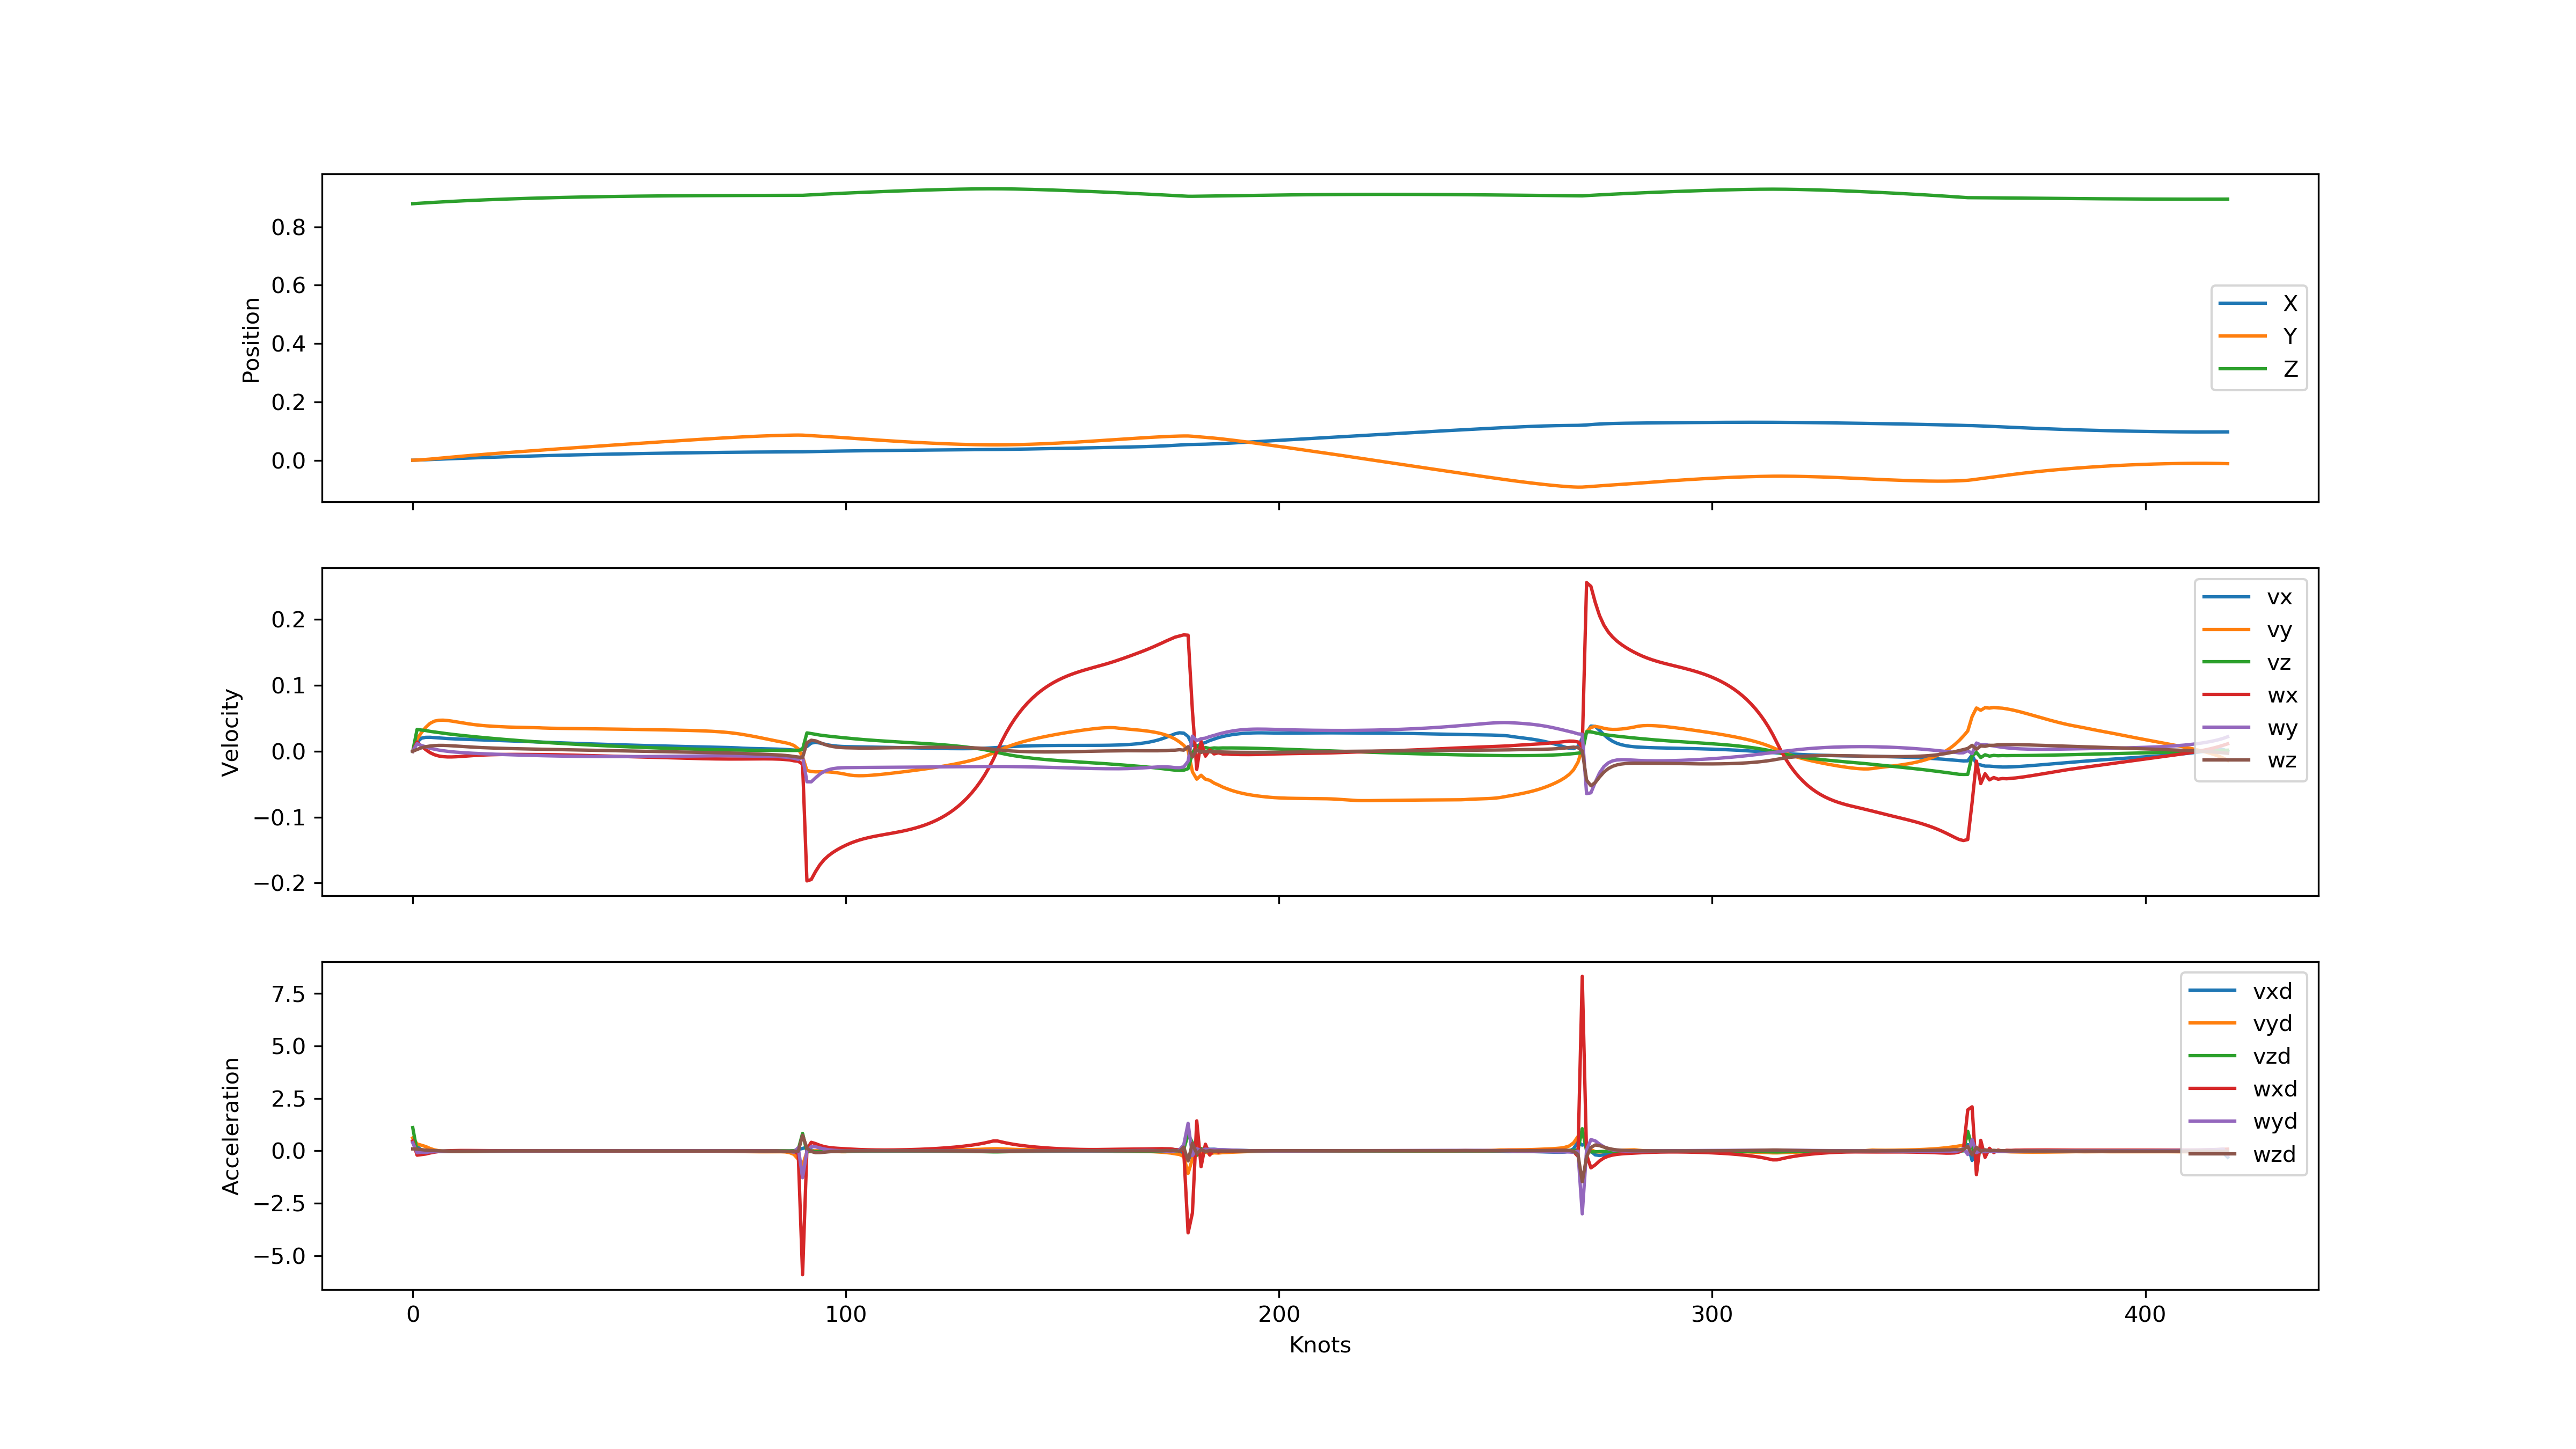 0.8
0.6
0.4
0.2
0.0
Position
X
Y
Z
0.2
0.1
0.0
−0.1
−0.2
Velocity
vx
vy
vz
wx
wy
wz
7.5
5.0
2.5
0.0
−2.5
−5.0
Acceleration
vxd
vyd
vzd
wxd
wyd
wzd
0 100 200 300 400
Knots